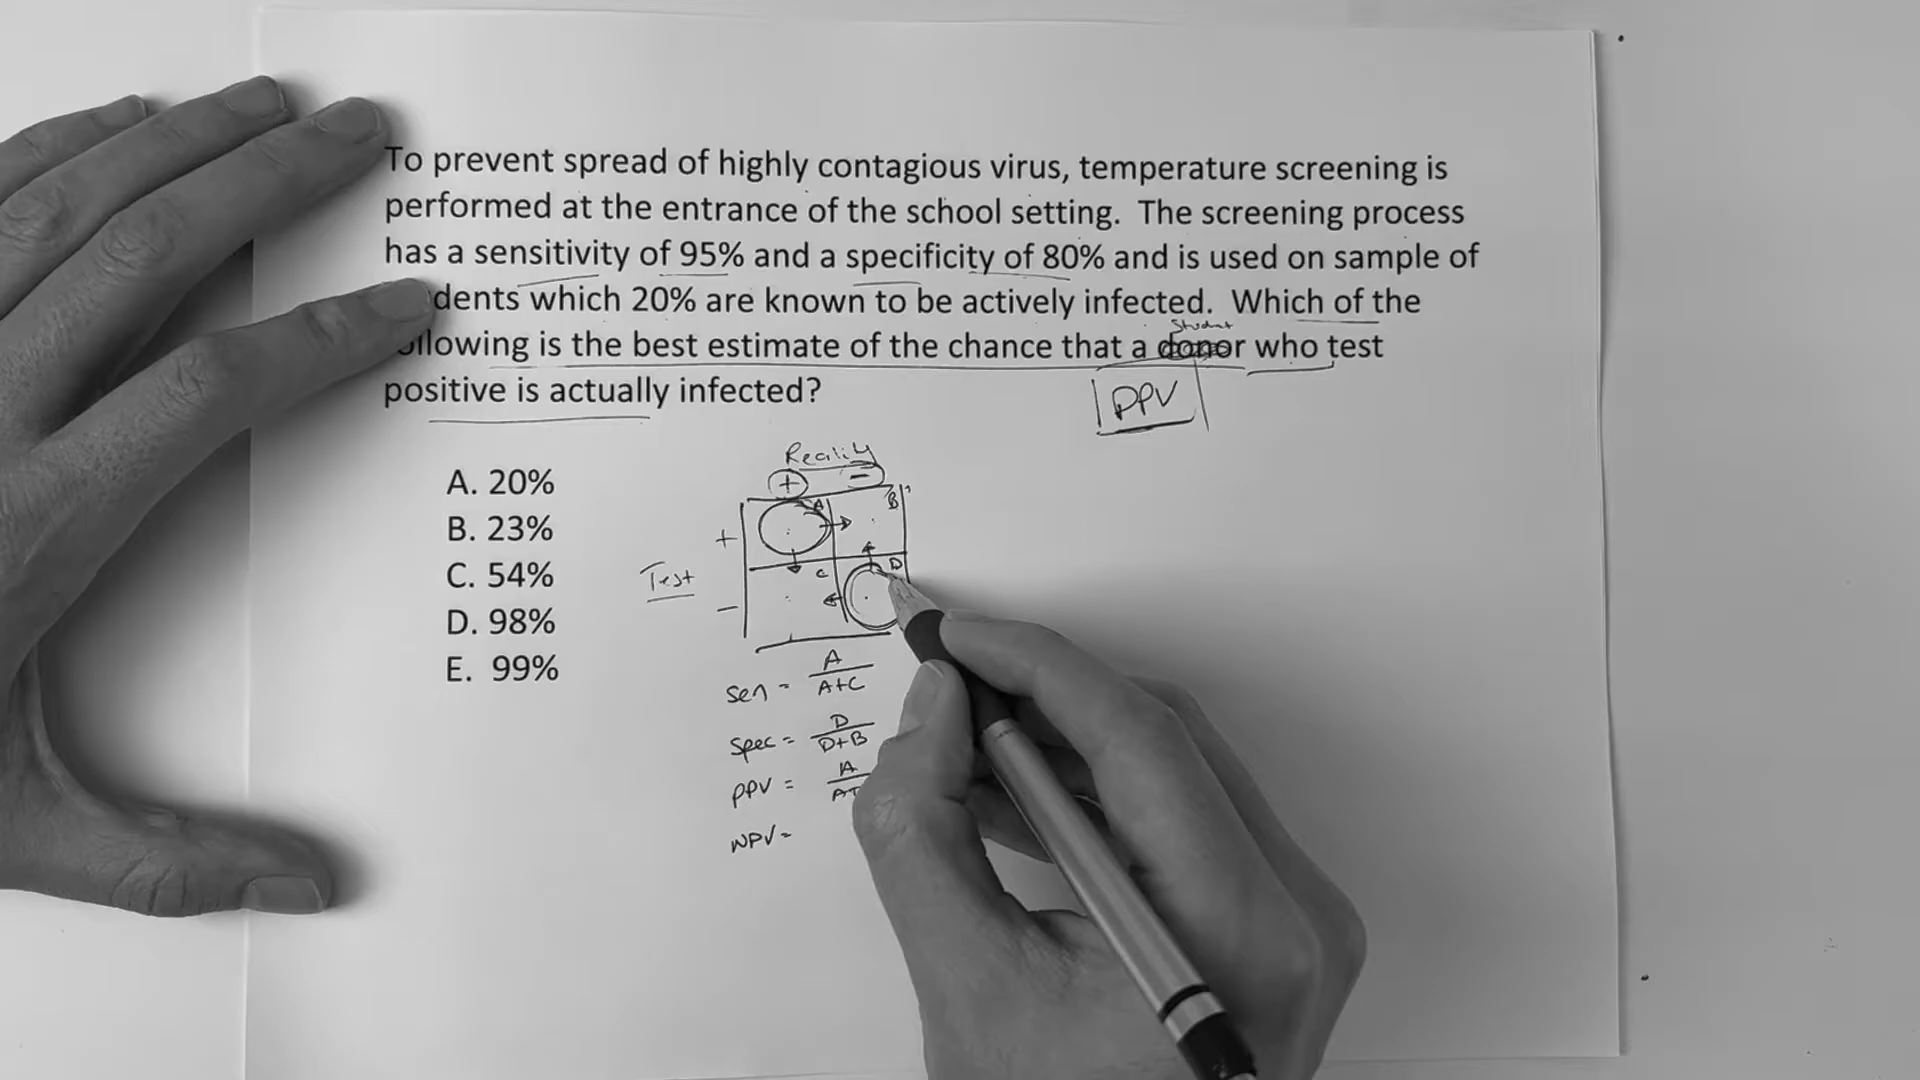 To prevent spread of highly contagious virus, temperature screening is
performed at the entrance of the school setting. The screening process
has a sensitivity of 95% and a specificity of 80% and is used on sample of
dents which 20% are known to be actively infected. Which of the
Student
llowing is the best estimate of the chance that a donor who test
positive is actually infected?
PPV
A. 20%
B. 23%
C. 54%
D. 98%
E. 99%
Reality
+ −
A B
+
Test
C D
−
sen = A
A+C
spec = D
D+B
PPV = A
A+
NPV =